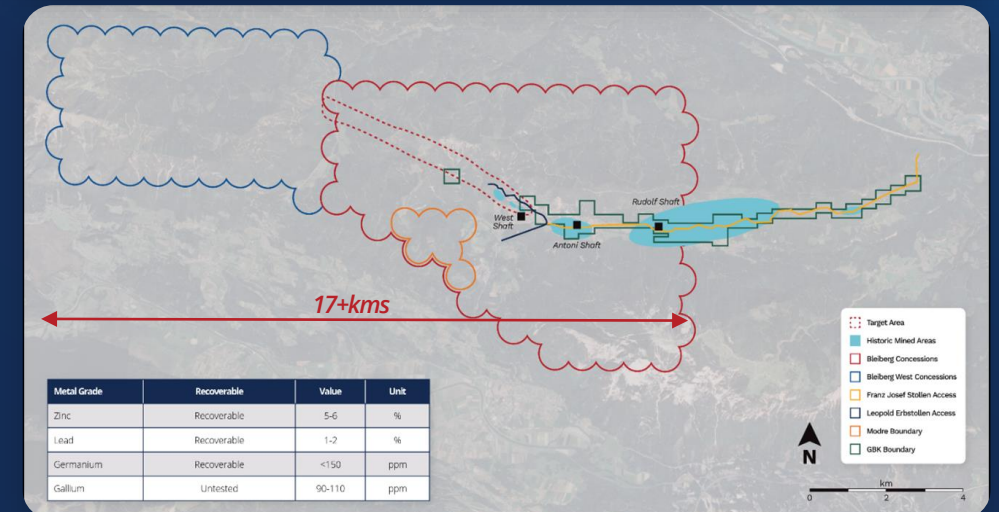 Rudolf Shaft
West
Shaft
Antoni Shaft
17+kms
Metal Grade Recoverable Value Unit
Zinc Recoverable 5-6 %
Lead Recoverable 1-2 %
Germanium Recoverable <150 ppm
Gallium Untested 90-110 ppm
Target Area
Historic Mined Areas
Bleiberg Concessions
Bleiberg West Concessions
Franz Josef Stollen Access
Leopold Erbstollen Access
Modre Boundary
GBK Boundary
N
km
0 2 4